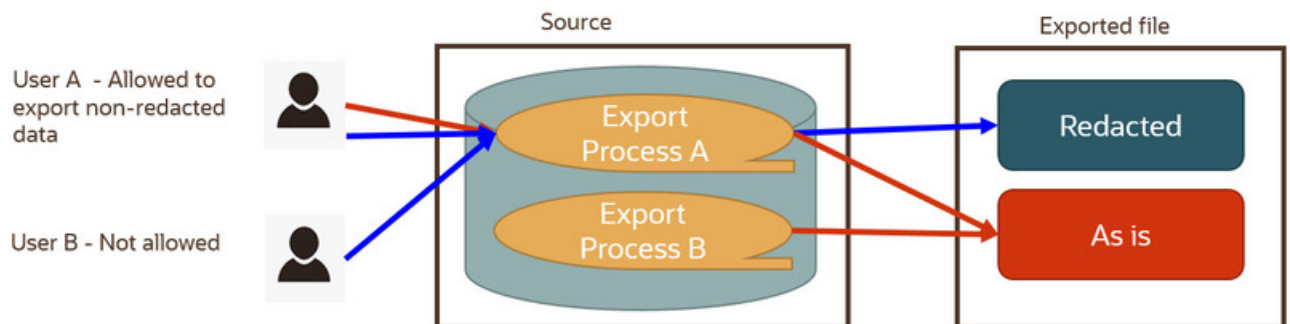 Source
Exported file
User A - Allowed to
export non-redacted
data
Export
Process A
Redacted
User B - Not allowed
Export
Process B
As is